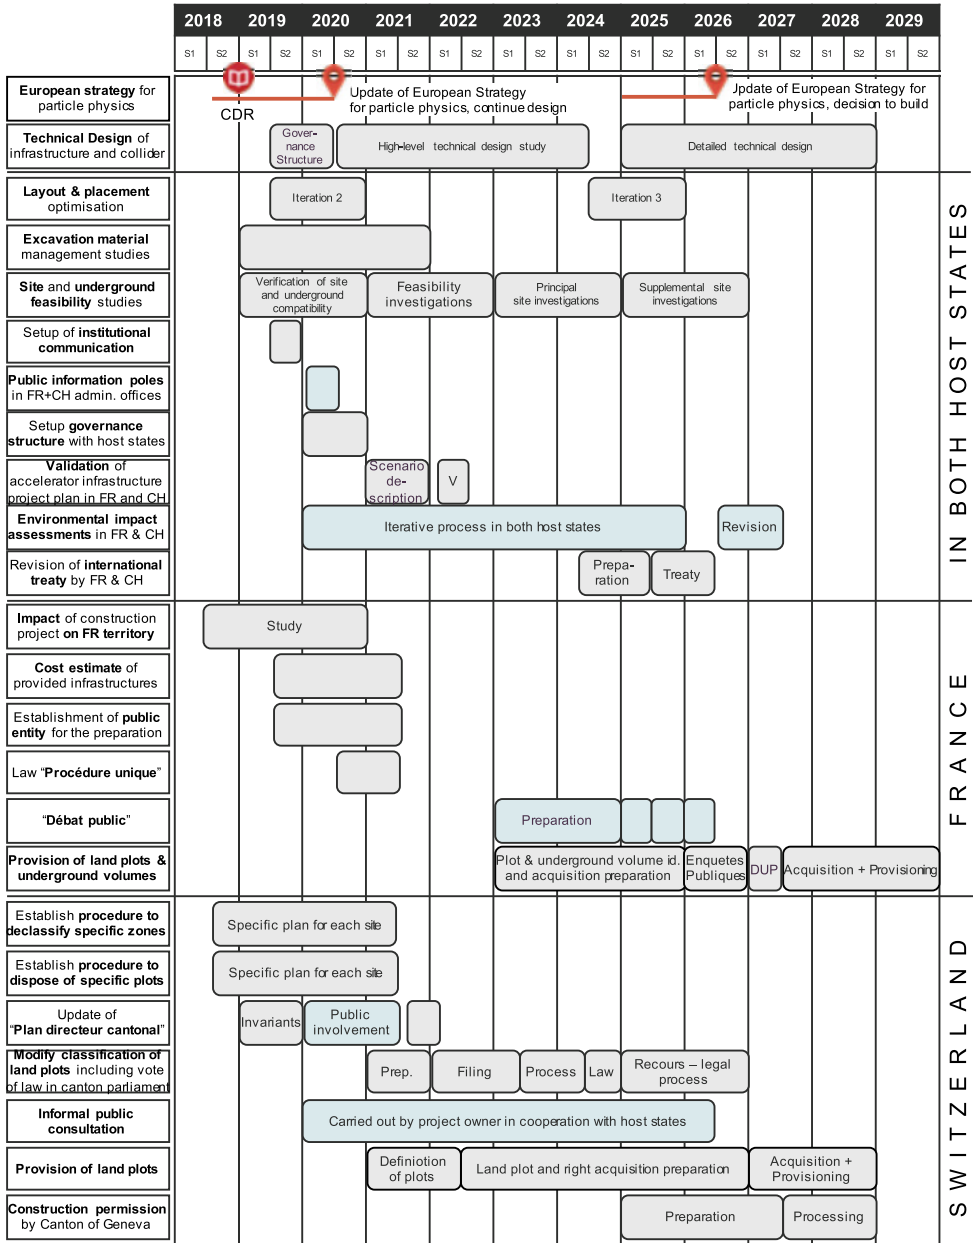 2018 2019 2020 2021 2022 2023 2024 2025 2026 2027 2028 2029
S1 S2 S1 S2 S1 S2 S1 S2 S1 S2 S1 S2 S1 S2 S1 S2 S1 S2 S1 S2 S1 S2 S1 S2
European strategy for
particle physics
CDR
Update of European Strategy
for particle physics, continue design
Update of European Strategy for
particle physics, decision to build
Technical Design of
infrastructure and collider
Gover-
nance
Structure
High-level technical design study
Detailed technical design
IN BOTH HOST STATES
Layout & placement
optimisation
Iteration 2
Iteration 3
Excavation material
management studies
Site and underground
feasibility studies
Verification of site
and underground
compatibility
Feasibility
investigations
Principal
site investigations
Supplemental site
investigations
Setup of institutional
communication
Public information poles
in FR+CH admin. offices
Setup governance
structure with host states
Validation of
accelerator infrastructure
project plan in FR and CH
Scenario
de-
scription
V
Environmental impact
assessments in FR & CH
Iterative process in both host states
Revision
Revision of international
treaty by FR & CH
Prepa-
ration
Treaty
FRANCE
Impact of construction
project on FR territory
Study
Cost estimate of
provided infrastructures
Establishment of public
entity for the preparation
Law “Procédure unique”
“Débat public”
Preparation
Provision of land plots &
underground volumes
Plot & underground volume id.
and acquisition preparation
Enquetes
Publiques
DUP
Acquisition + Provisioning
SWITZERLAND
Establish procedure to
declassify specific zones
Specific plan for each site
Establish procedure to
dispose of specific plots
Specific plan for each site
Update of
“Plan directeur cantonal”
Invariants
Public
involvement
Modify classification of
land plots including vote
of law in canton parliament
Prep.
Filing
Process
Law
Recours – legal
process
Informal public
consultation
Carried out by project owner in cooperation with host states
Provision of land plots
Definiotion
of plots
Land plot and right acquisition preparation
Acquisition +
Provisioning
Construction permission
by Canton of Geneva
Preparation
Processing